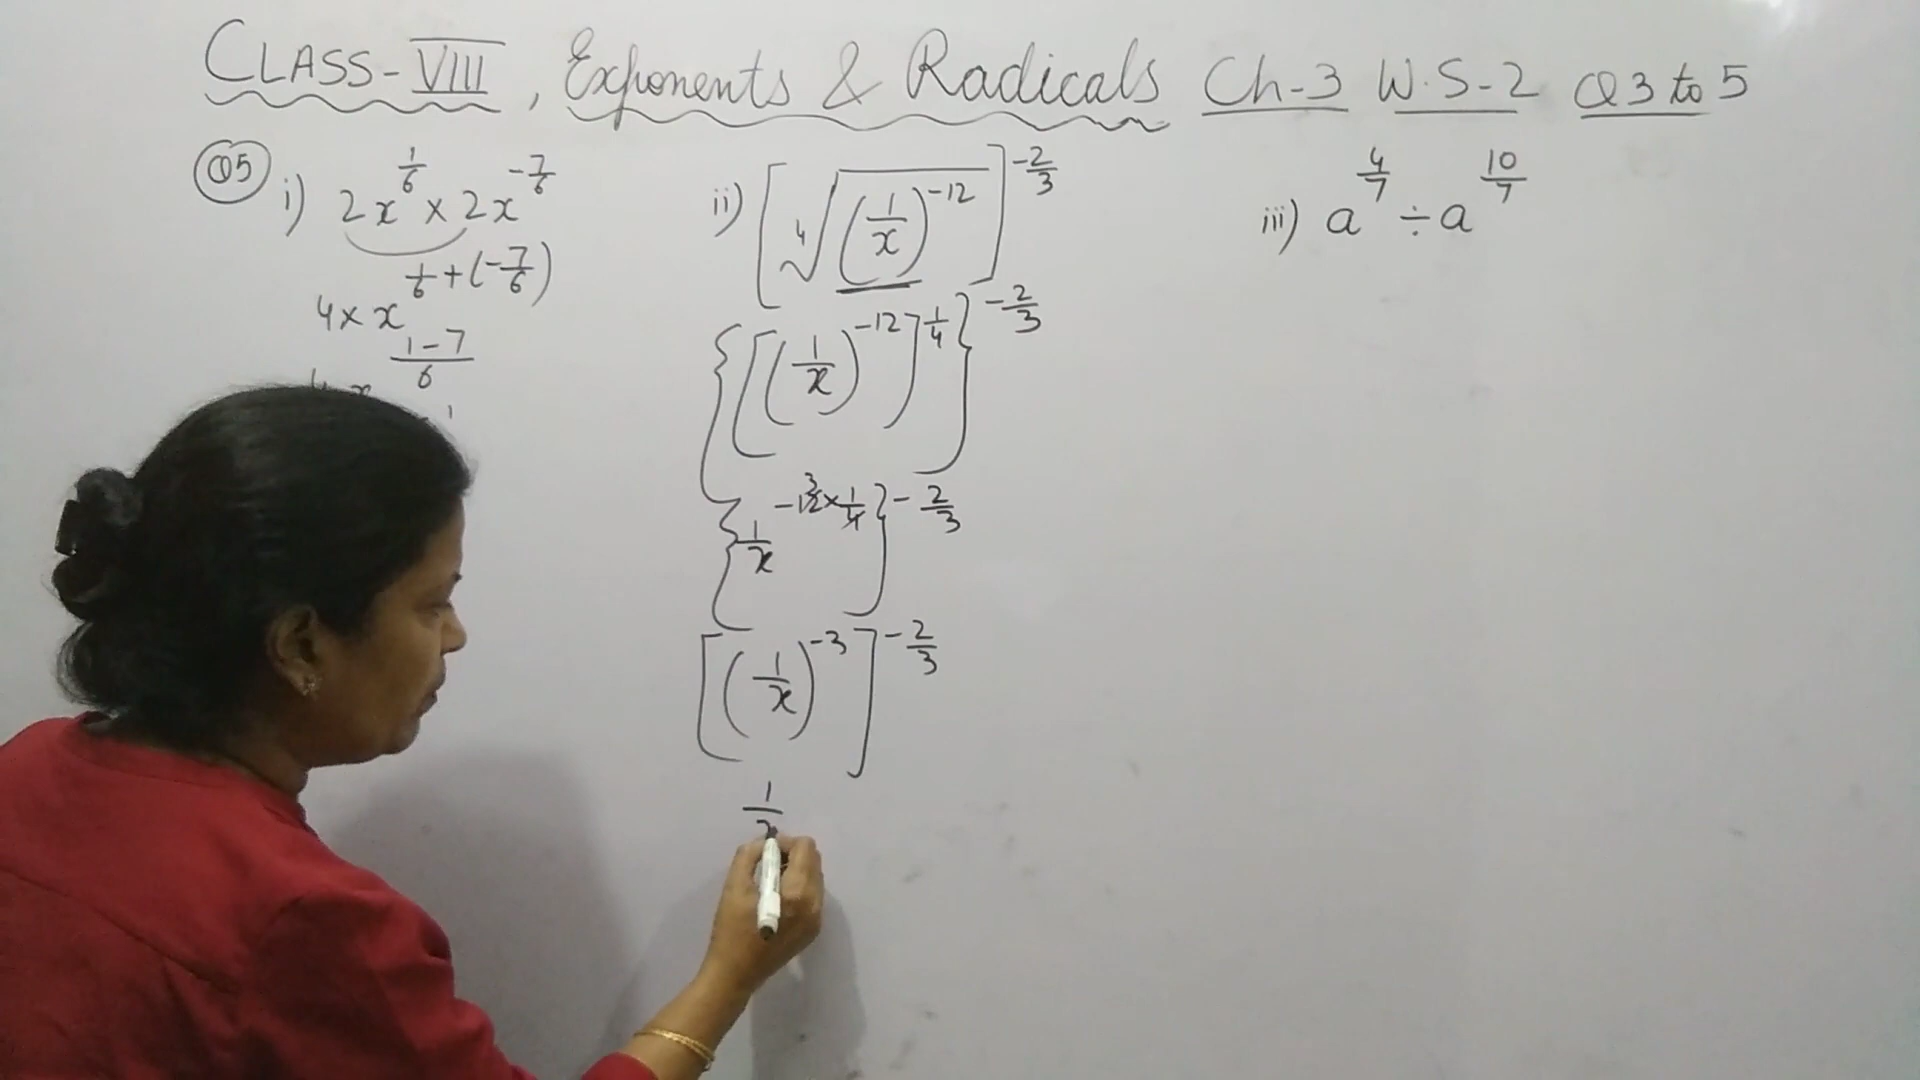 CLASS-VIII, Exponents & Radicals Ch-3 W.S-2 Q3 to 5
Q5 i) 2x^(1/6) × 2x^(-7/6)
4 × x^(1/6+(-7/6))
1-7/6
ii) [⁴√(1/x)^-12]^(-2/3)
{[(1/x)^-12]^(1/4)}^(-2/3)
{1/x^(-12×1/4)}^(-2/3)
[(1/x)^-3]^(-2/3)
1
iii) a^(4/7) ÷ a^(10/7)